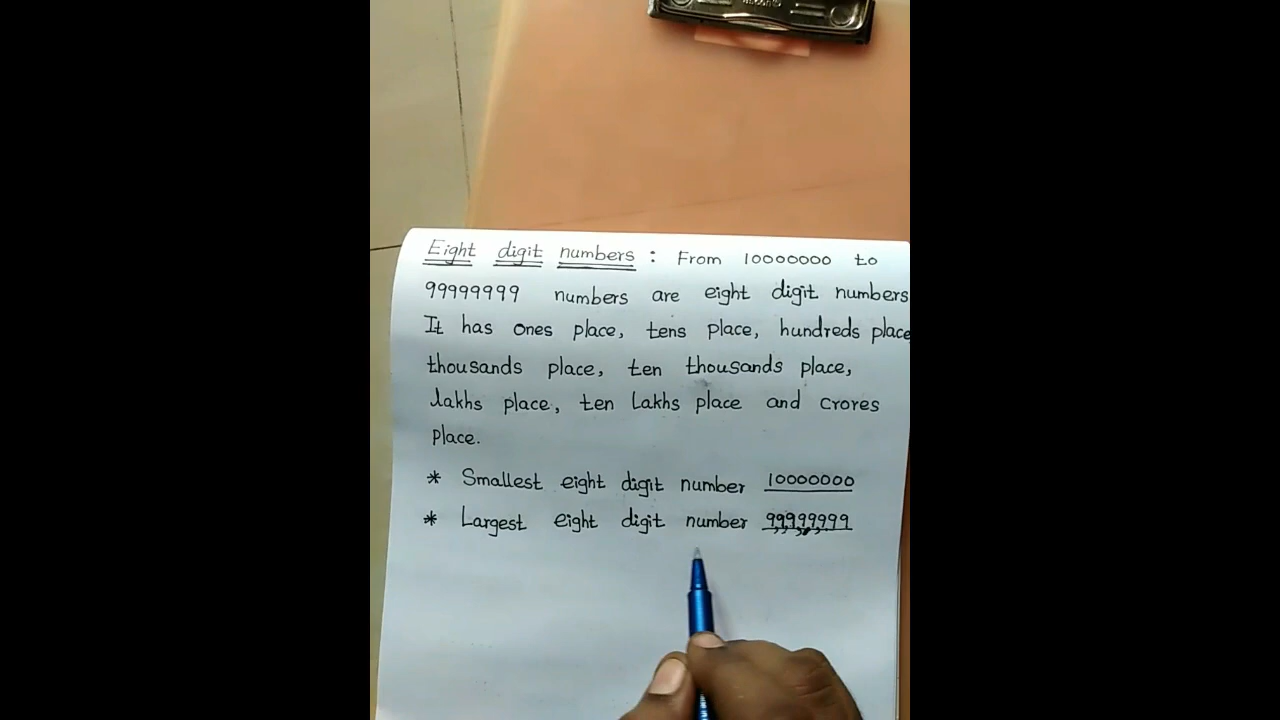 Eight digit numbers : From 10000000 to
99999999 numbers are eight digit numbers
It has ones place, tens place, hundreds place
thousands place, ten thousands place,
lakhs place, ten lakhs place and crores
place.
* Smallest eight digit number 10000000
* Largest eight digit number 99999999